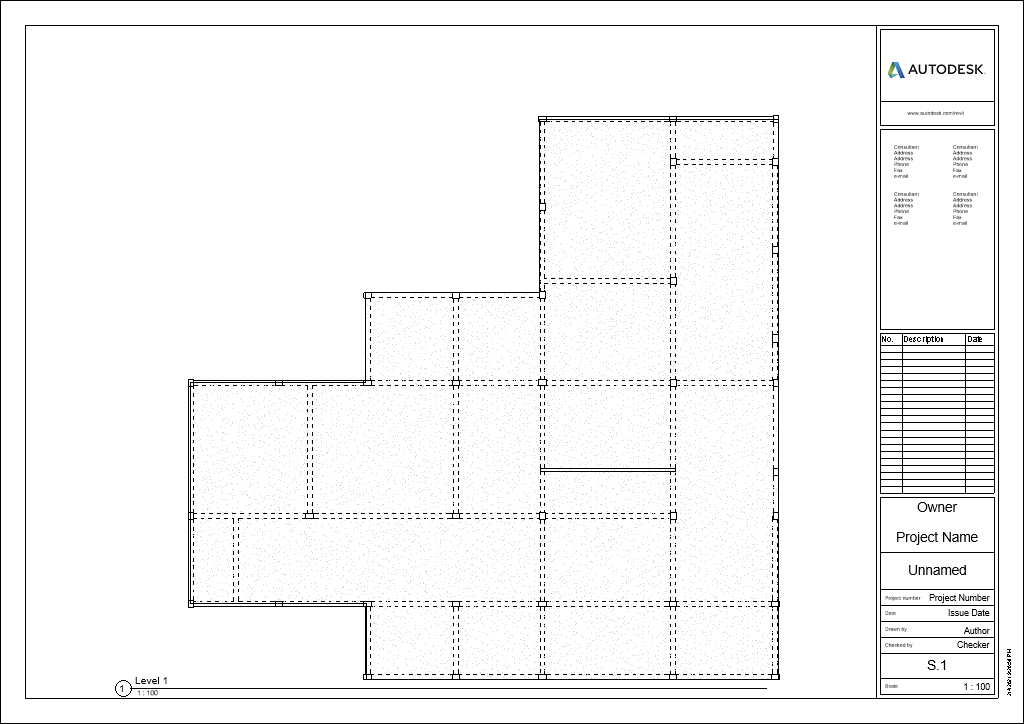 AUTODESK
www.autodesk.com/revit
Consultant
Address
Address
Phone
Fax
e-mail
Consultant
Address
Address
Phone
Fax
e-mail
Consultant
Address
Address
Phone
Fax
e-mail
Consultant
Address
Address
Phone
Fax
e-mail
No. Description Date
Owner
Project Name
Unnamed
Project number Project Number
Date Issue Date
Drawn by Author
Checked by Checker
S.1
Scale 1 : 100
1 Level 1
1 : 100